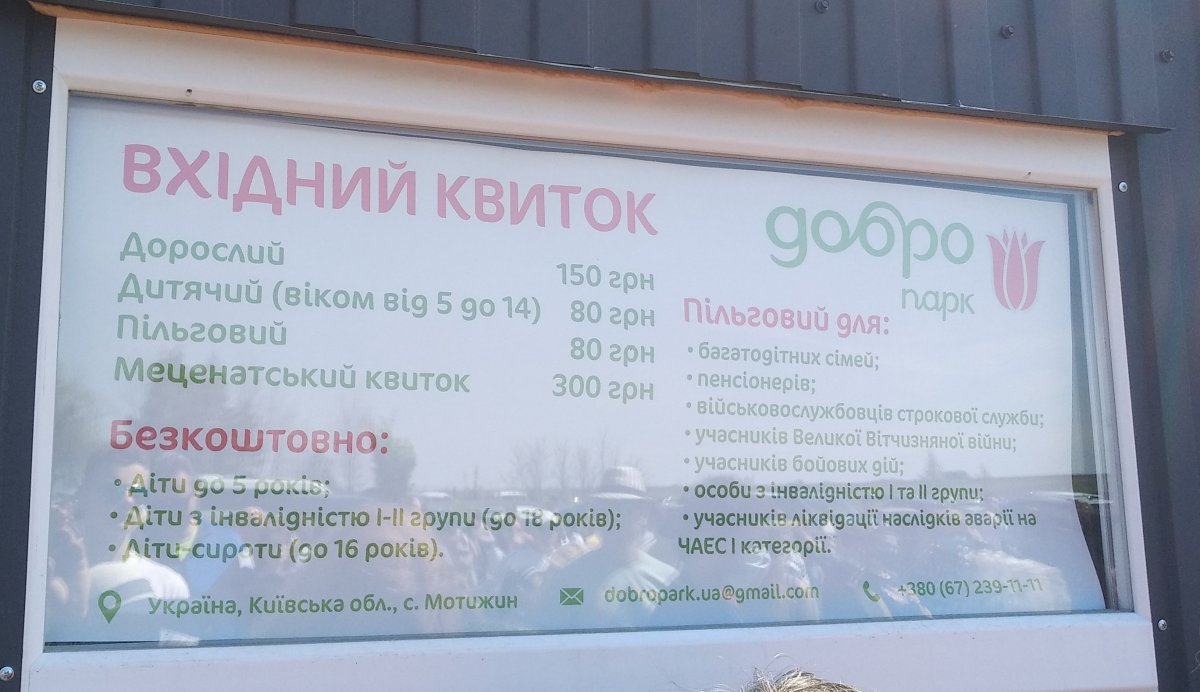 ВХІДНИЙ КВИТОК
Дорослий 150 грн
Дитячий (віком від 5 до 14) 80 грн
Пільговий 80 грн
Меценатський квиток 300 грн
Безкоштовно:
• Діти до 5 років;
• Діти з інвалідністю І-ІІ групи (до 18 років);
• Діти-сироти (до 16 років).
добро
парк
Пільговий для:
• багатодітних сімей;
• пенсіонерів;
• військовослужбовців строкової служби;
• учасників Великої Вітчизняної війни;
• учасників бойових дій;
• особи з інвалідністю І та ІІ групи;
• учасників ліквідації наслідків аварії на
ЧАЕС І категорії.
Україна, Київська обл., с. Мотижин dobropark.ua@gmail.com +380 (67) 239-11-11